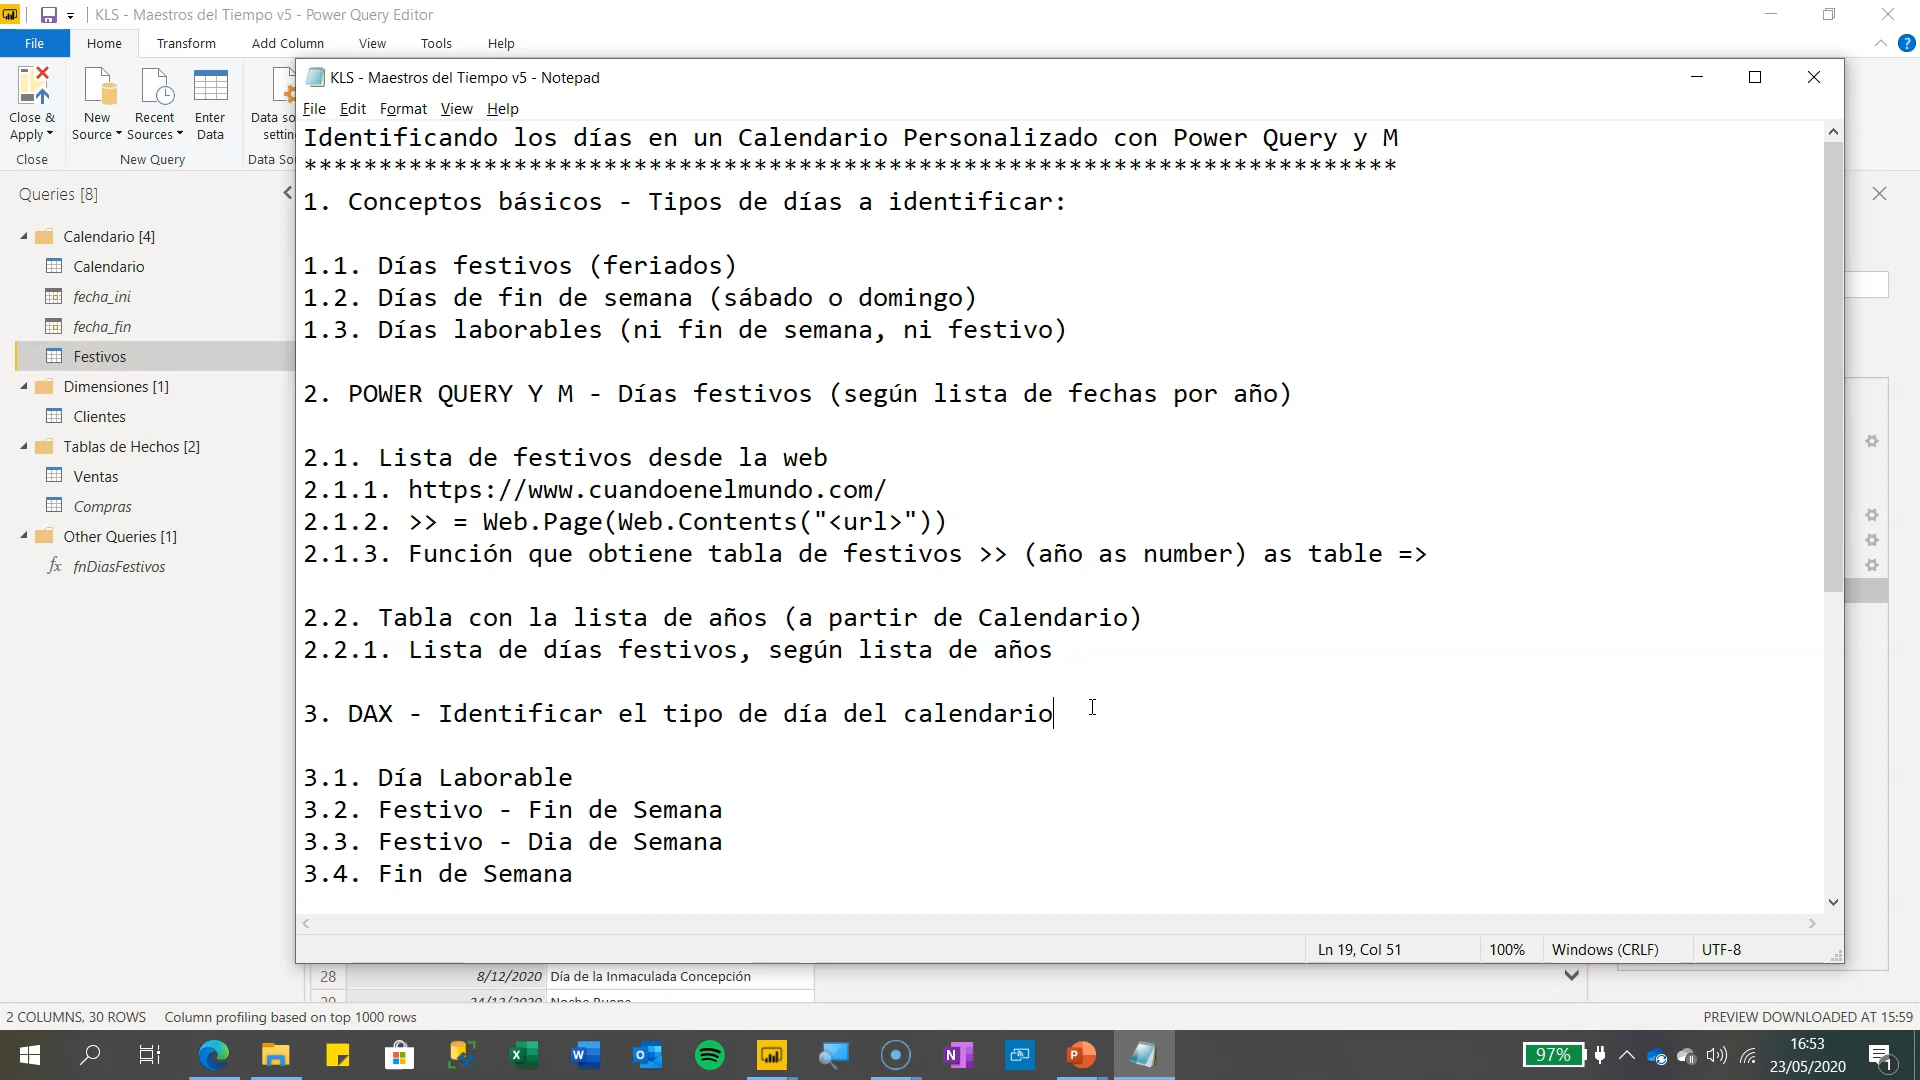 KLS - Maestros del Tiempo v5 - Power Query Editor
File Home Transform Add Column View Tools Help
Close & Apply
New Source
Recent Sources
Enter Data
Close
New Query
KLS - Maestros del Tiempo v5 - Notepad
File Edit Format View Help
Identificando los días en un Calendario Personalizado con Power Query y M
*************************************************************************
1. Conceptos básicos - Tipos de días a identificar:
1.1. Días festivos (feriados)
1.2. Días de fin de semana (sábado o domingo)
1.3. Días laborables (ni fin de semana, ni festivo)
2. POWER QUERY Y M - Días festivos (según lista de fechas por año)
2.1. Lista de festivos desde la web
2.1.1. https://www.cuandoenelmundo.com/
2.1.2. >> = Web.Page(Web.Contents("<url>"))
2.1.3. Función que obtiene tabla de festivos >> (año as number) as table =>
2.2. Tabla con la lista de años (a partir de Calendario)
2.2.1. Lista de días festivos, según lista de años
3. DAX - Identificar el tipo de día del calendario
3.1. Día Laborable
3.2. Festivo - Fin de Semana
3.3. Festivo - Dia de Semana
3.4. Fin de Semana
Ln 19, Col 51 100% Windows (CRLF) UTF-8
Queries [8]
Calendario [4]
Calendario
fecha_ini
fecha_fin
Festivos
Dimensiones [1]
Clientes
Tablas de Hechos [2]
Ventas
Compras
Other Queries [1]
fx fnDiasFestivos
28 8/12/2020 Día de la Inmaculada Concepción
2 COLUMNS, 30 ROWS Column profiling based on top 1000 rows
PREVIEW DOWNLOADED AT 15:59
97%
16:53
23/05/2020
1